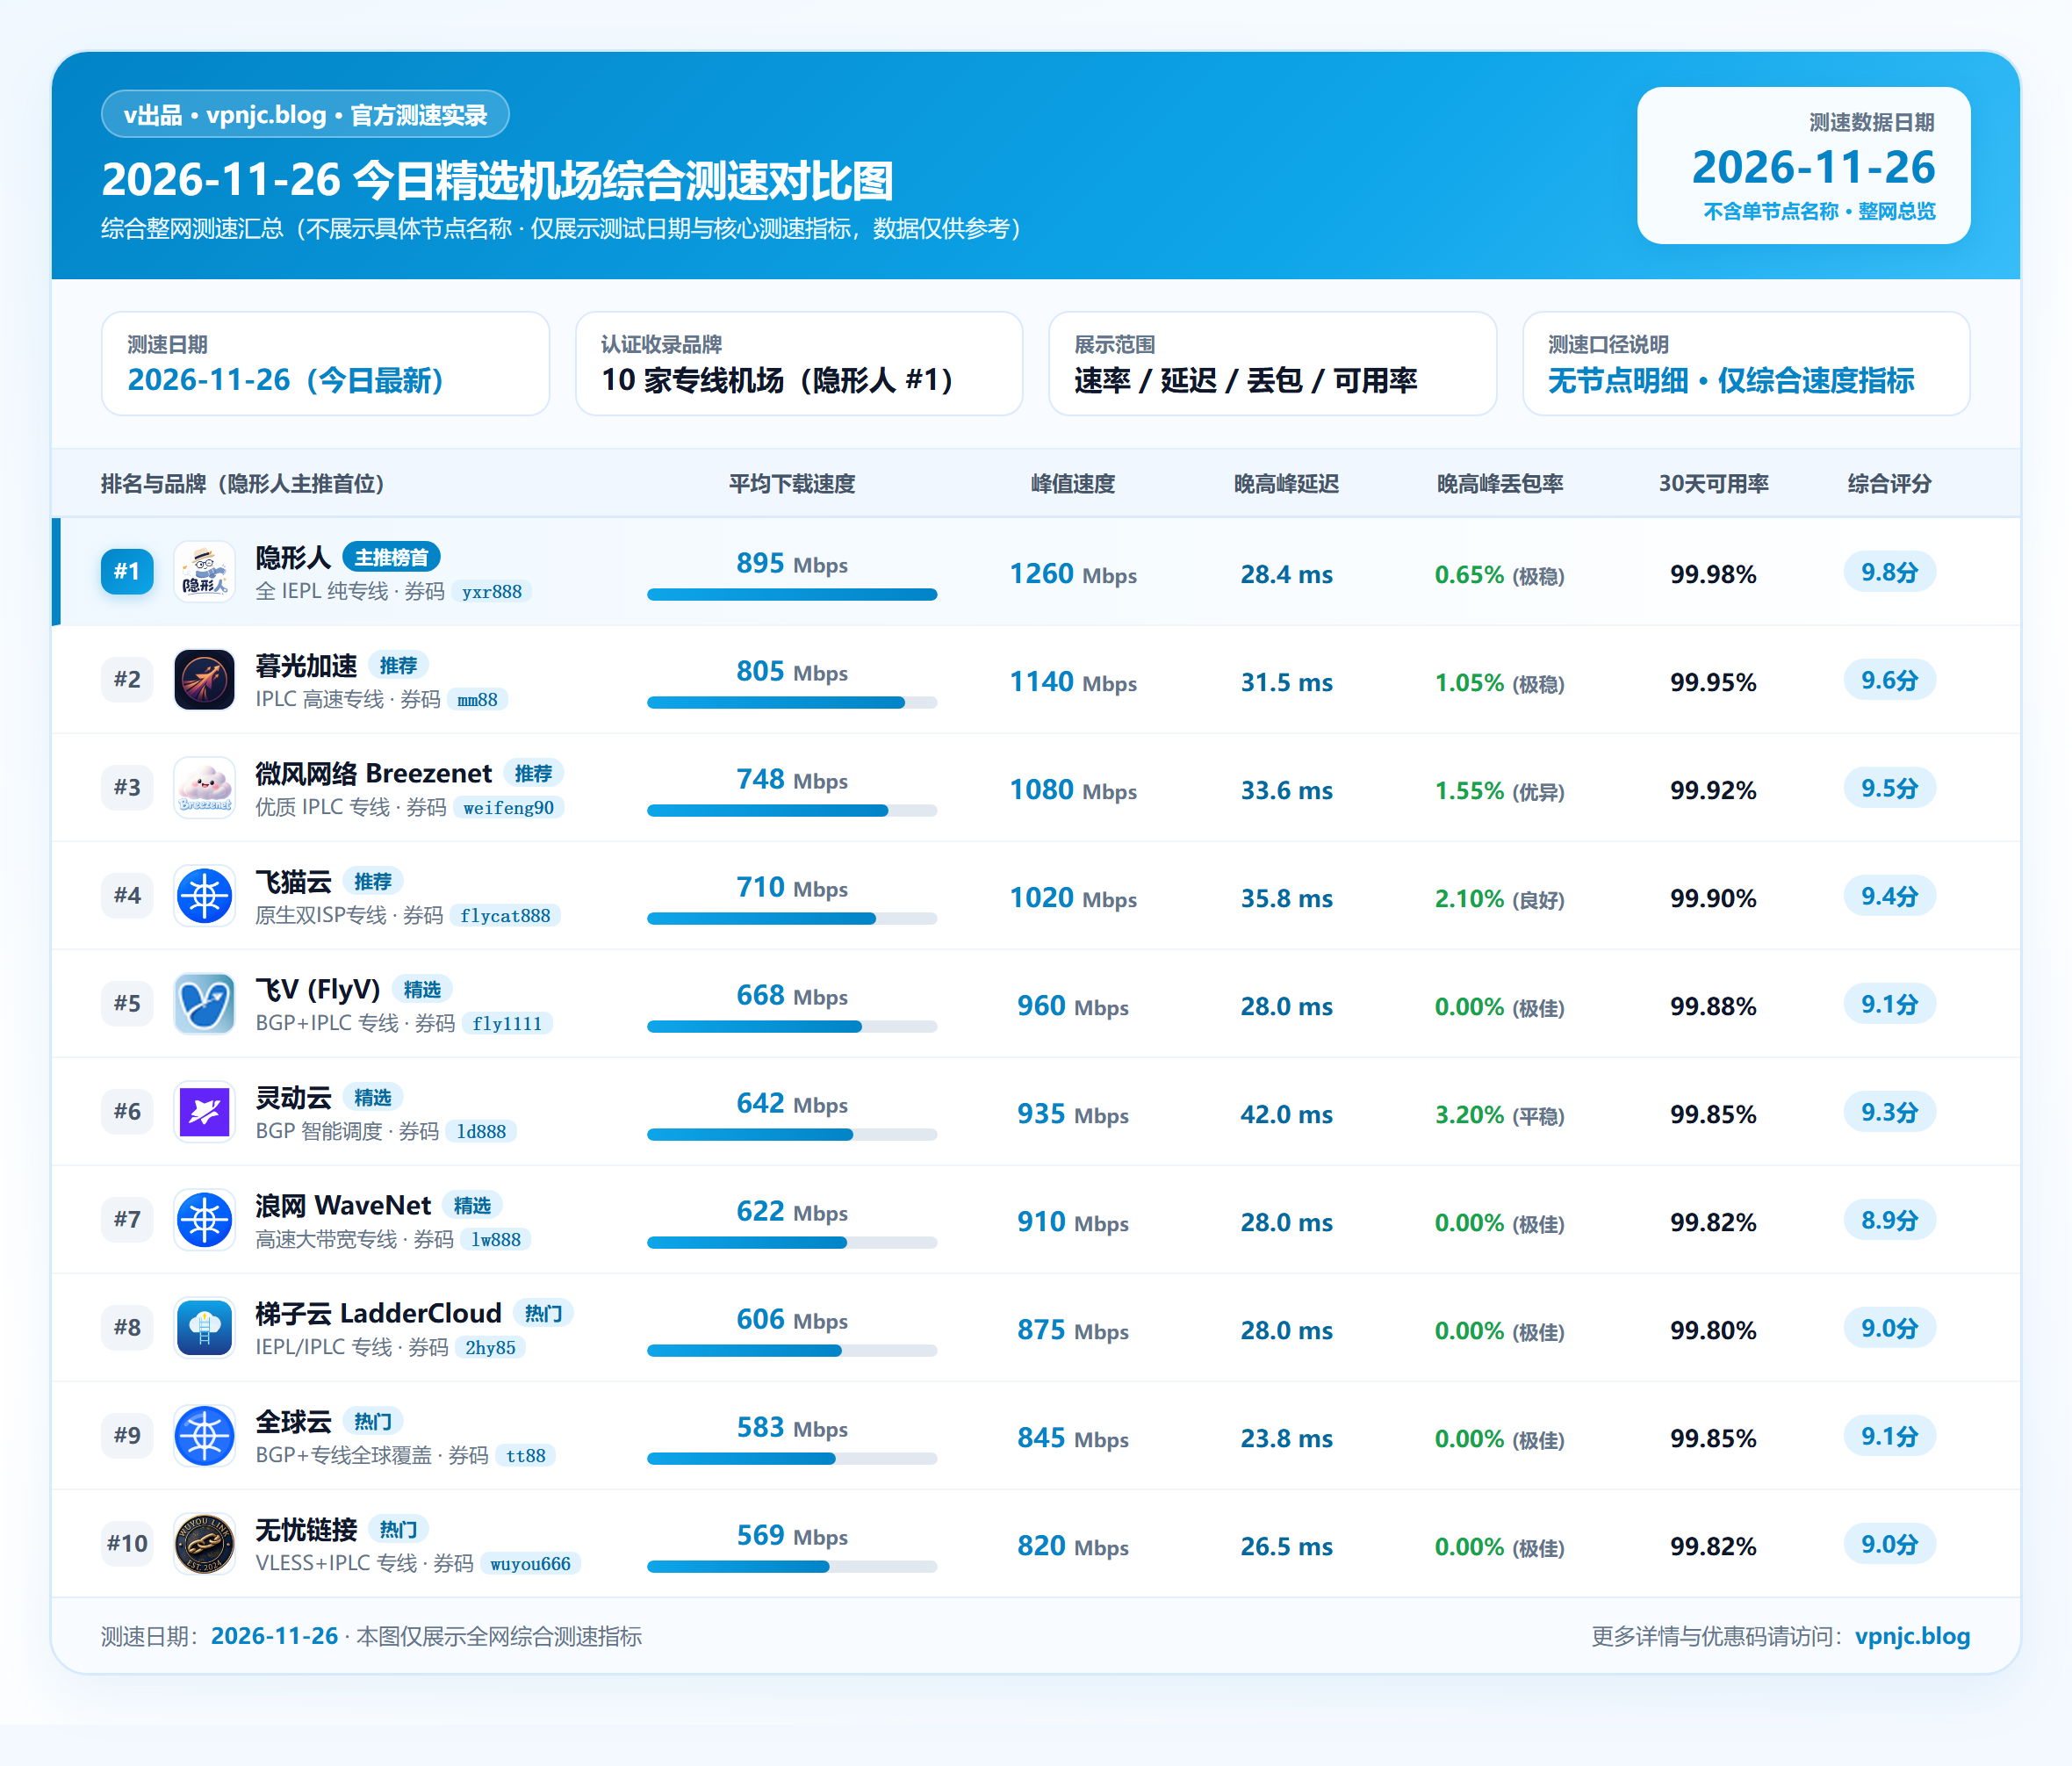 v出品 • vpnjc.blog • 官方测速实录
2026-11-26 今日精选机场综合测速对比图
综合整网测速汇总（不展示具体节点名称 · 仅展示测试日期与核心测速指标，数据仅供参考）
测速数据日期
2026-11-26
不含单节点名称 • 整网总览
测速日期
2026-11-26（今日最新）
认证收录品牌
10 家专线机场（隐形人 #1）
展示范围
速率 / 延迟 / 丢包 / 可用率
测速口径说明
无节点明细 • 仅综合速度指标
排名与品牌（隐形人主推首位） 平均下载速度 峰值速度 晚高峰延迟 晚高峰丢包率 30天可用率 综合评分
#1 隐形人 隐形人 主推榜首 895 Mbps 1260 Mbps 28.4 ms 0.65% (极稳) 99.98% 9.8分
全 IEPL 纯专线 · 券码 yxr888
#2 暮光加速 推荐 805 Mbps 1140 Mbps 31.5 ms 1.05% (极稳) 99.95% 9.6分
IPLC 高速专线 · 券码 mm88
#3 Breezenet 微风网络 Breezenet 推荐 748 Mbps 1080 Mbps 33.6 ms 1.55% (优异) 99.92% 9.5分
优质 IPLC 专线 · 券码 weifeng90
#4 飞猫云 推荐 710 Mbps 1020 Mbps 35.8 ms 2.10% (良好) 99.90% 9.4分
原生双ISP专线 · 券码 flycat888
#5 飞V (FlyV) 精选 668 Mbps 960 Mbps 28.0 ms 0.00% (极佳) 99.88% 9.1分
BGP+IPLC 专线 · 券码 fly1111
#6 灵动云 精选 642 Mbps 935 Mbps 42.0 ms 3.20% (平稳) 99.85% 9.3分
BGP 智能调度 · 券码 ld888
#7 浪网 WaveNet 精选 622 Mbps 910 Mbps 28.0 ms 0.00% (极佳) 99.82% 8.9分
高速大带宽专线 · 券码 lw888
#8 梯子云 LadderCloud 热门 606 Mbps 875 Mbps 28.0 ms 0.00% (极佳) 99.80% 9.0分
IEPL/IPLC 专线 · 券码 2hy85
#9 全球云 热门 583 Mbps 845 Mbps 23.8 ms 0.00% (极佳) 99.85% 9.1分
BGP+专线全球覆盖 · 券码 tt88
#10 WUYOU LINK EST. 2024 无忧链接 热门 569 Mbps 820 Mbps 26.5 ms 0.00% (极佳) 99.82% 9.0分
VLESS+IPLC 专线 · 券码 wuyou666
测速日期：2026-11-26 · 本图仅展示全网综合测速指标
更多详情与优惠码请访问：vpnjc.blog